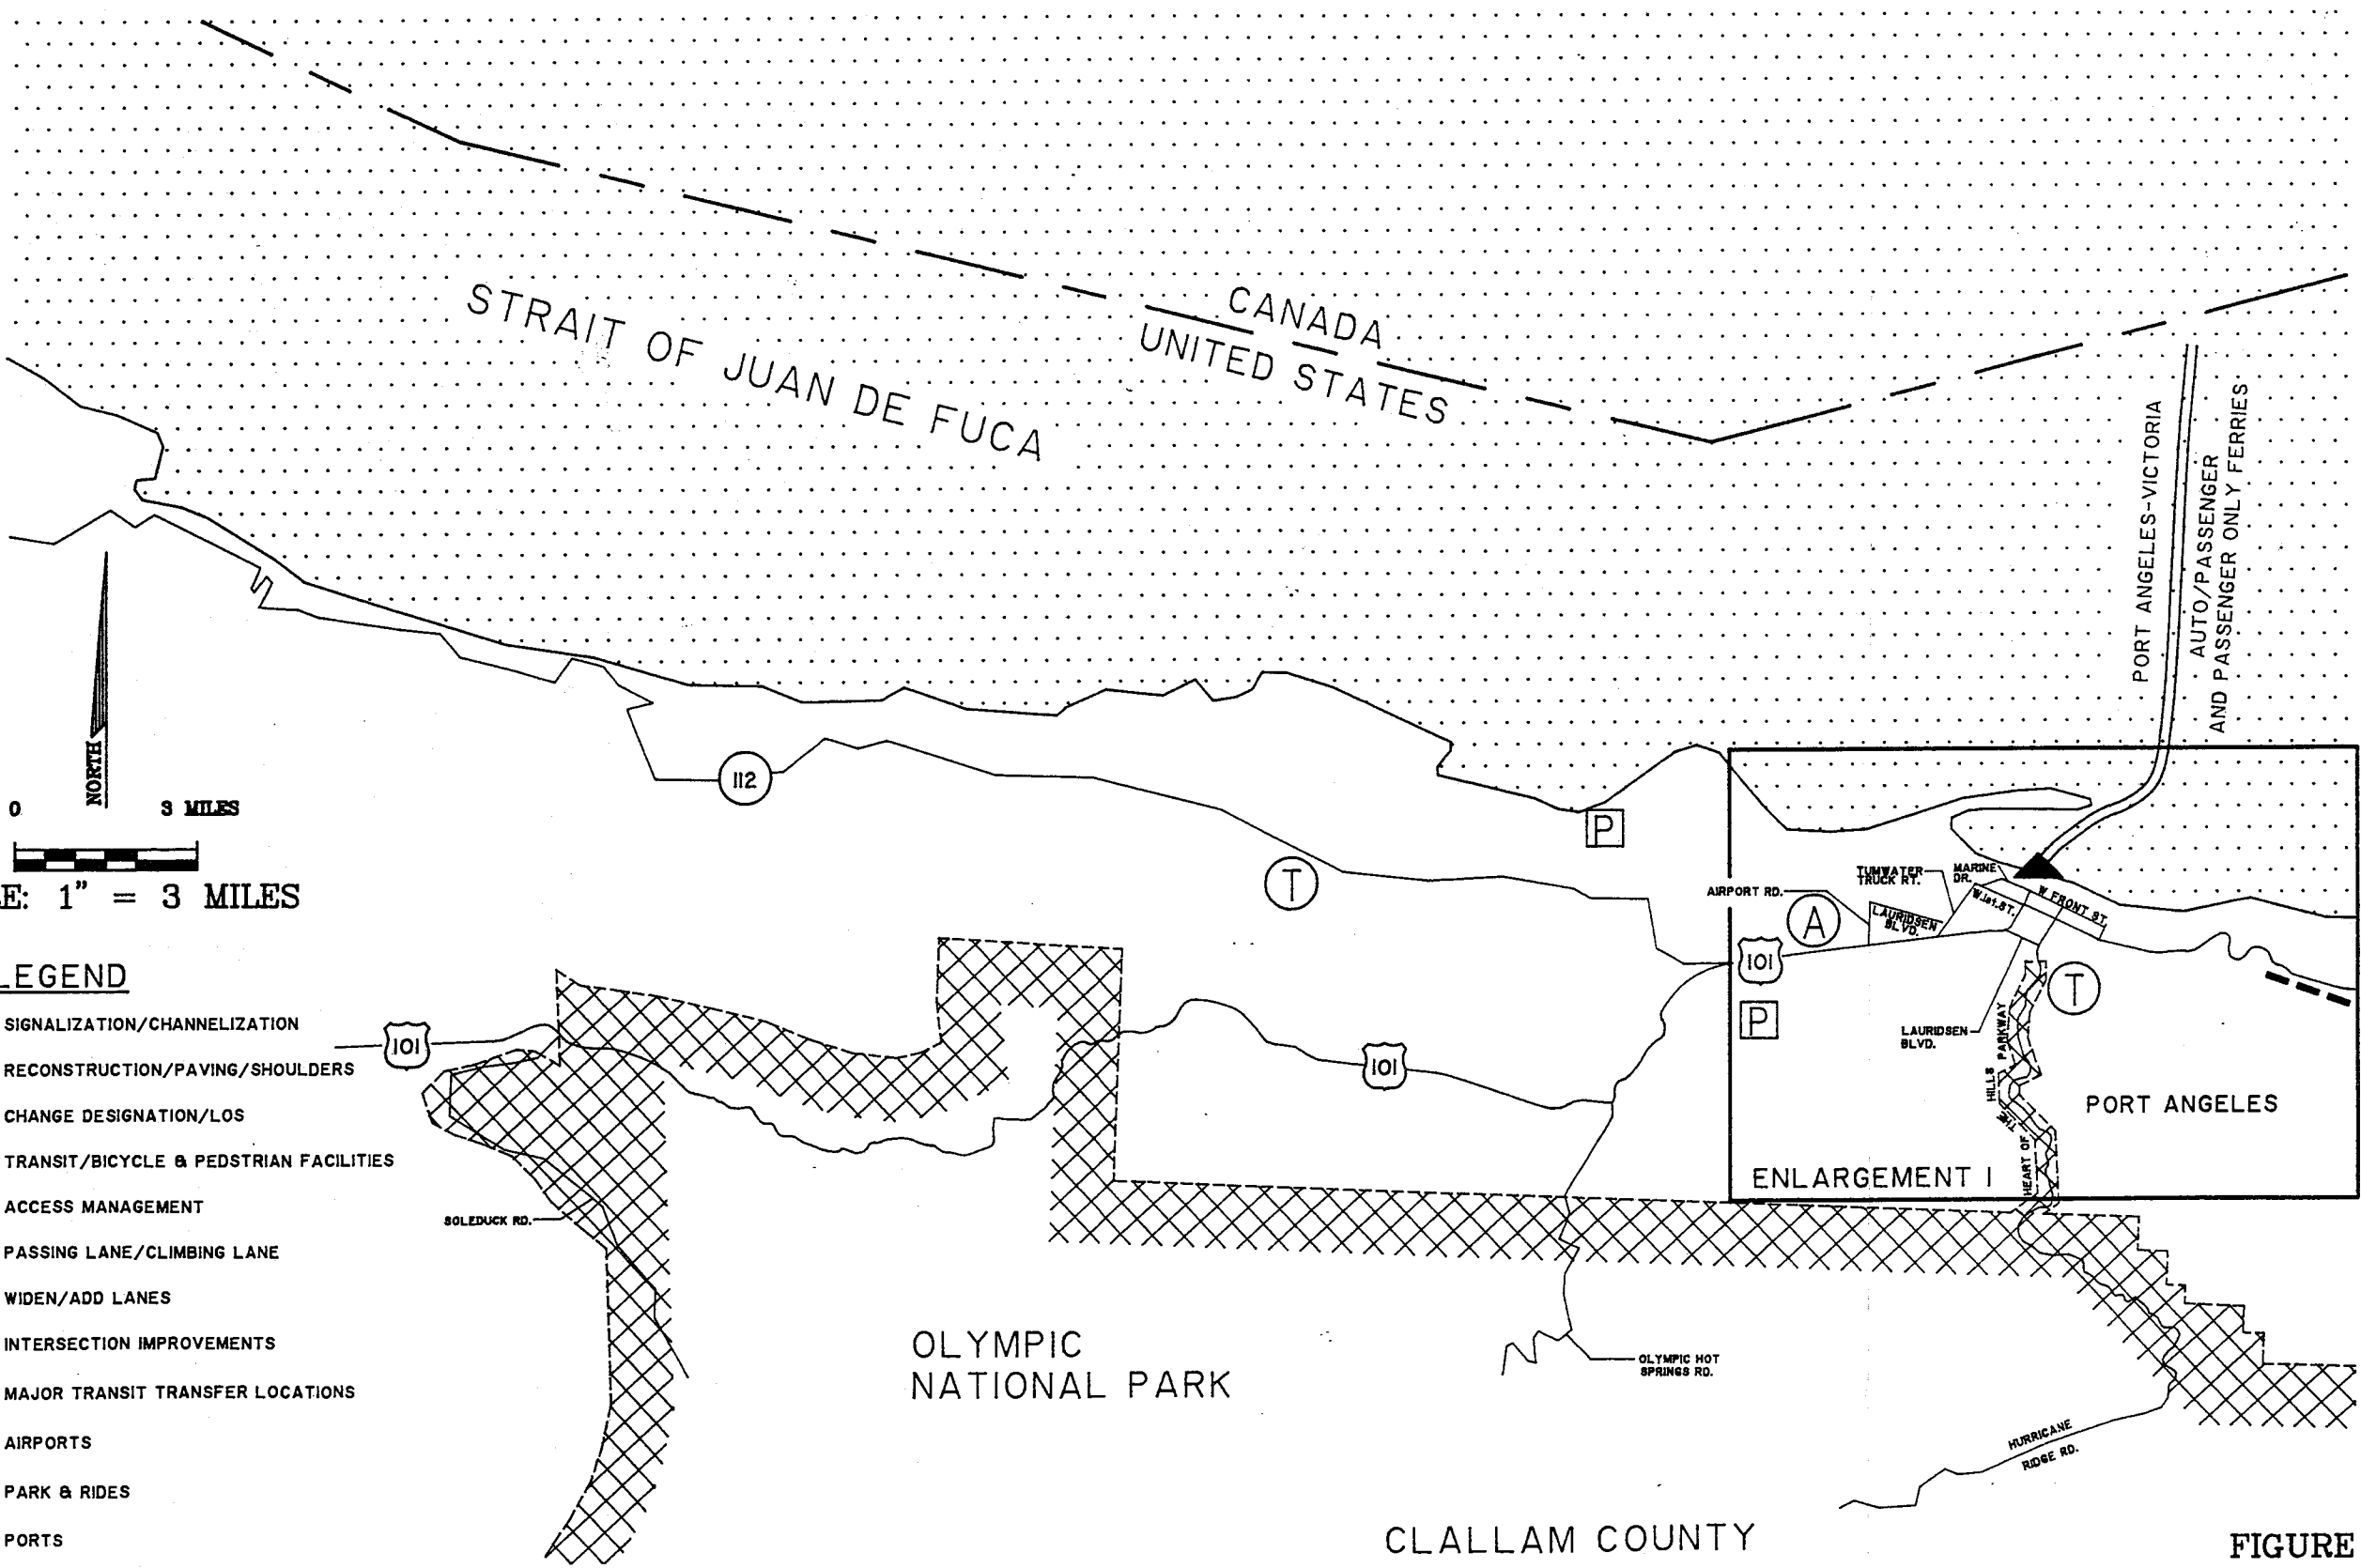 CANADA
UNITED STATES
STRAIT OF JUAN DE FUCA
PORT ANGELES-VICTORIA
AUTO/PASSENGER
AND PASSENGER ONLY FERRIES
NORTH
0 3 MILES
E: 1" = 3 MILES
112
T
P
AIRPORT RD.
A
TUMWATER
TRUCK RT.
MARINE
DR.
W.1st.ST.
W FRONT ST.
LAURIDSEN
BLVD.
101
P
T
LAURIDSEN
BLVD.
HEART OF
THE
HILLS PARKWAY
PORT ANGELES
ENLARGEMENT 1
LEGEND
SIGNALIZATION/CHANNELIZATION
RECONSTRUCTION/PAVING/SHOULDERS
CHANGE DESIGNATION/LOS
TRANSIT/BICYCLE & PEDSTRIAN FACILITIES
ACCESS MANAGEMENT
PASSING LANE/CLIMBING LANE
WIDEN/ADD LANES
INTERSECTION IMPROVEMENTS
MAJOR TRANSIT TRANSFER LOCATIONS
AIRPORTS
PARK & RIDES
PORTS
101
101
SOLEDUCK RD.
OLYMPIC
NATIONAL PARK
OLYMPIC HOT
SPRINGS RD.
HURRICANE
RIDGE RD.
CLALLAM COUNTY
FIGURE